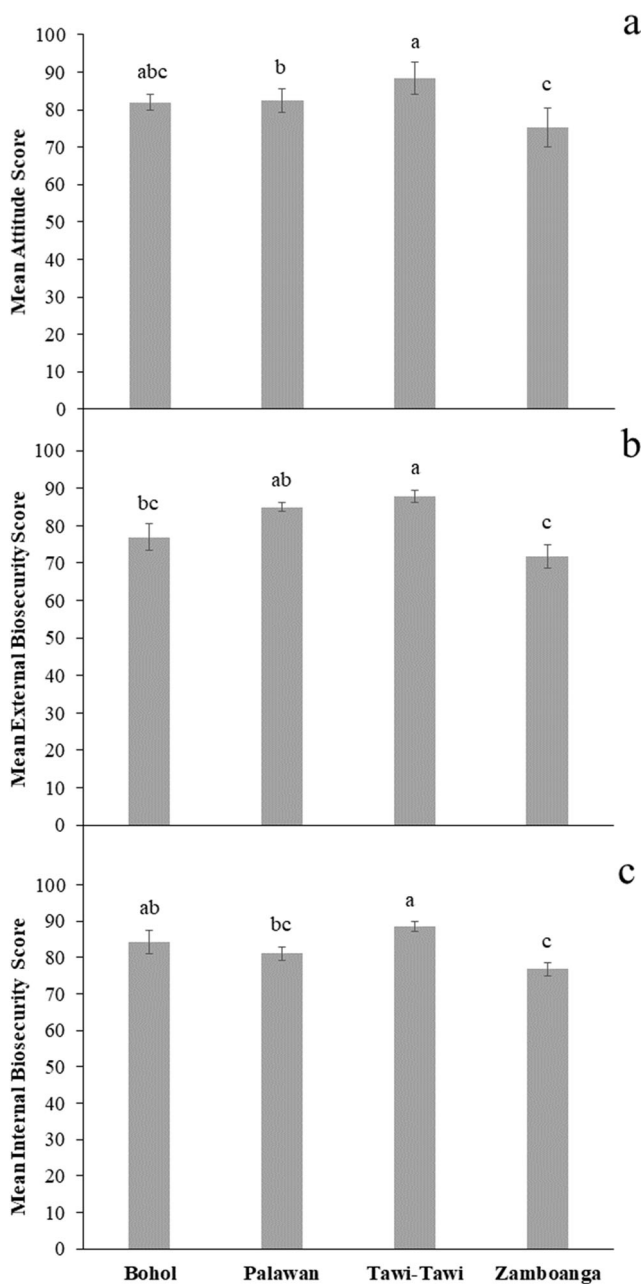 a
Mean Attitude Score
100
90
80
70
60
50
40
30
20
10
0
abc
b
a
c
b
Mean External Biosecurity Score
100
90
80
70
60
50
40
30
20
10
0
bc
ab
a
c
c
Mean Internal Biosecurity Score
100
90
80
70
60
50
40
30
20
10
0
ab
bc
a
c
Bohol
Palawan
Tawi-Tawi
Zamboanga